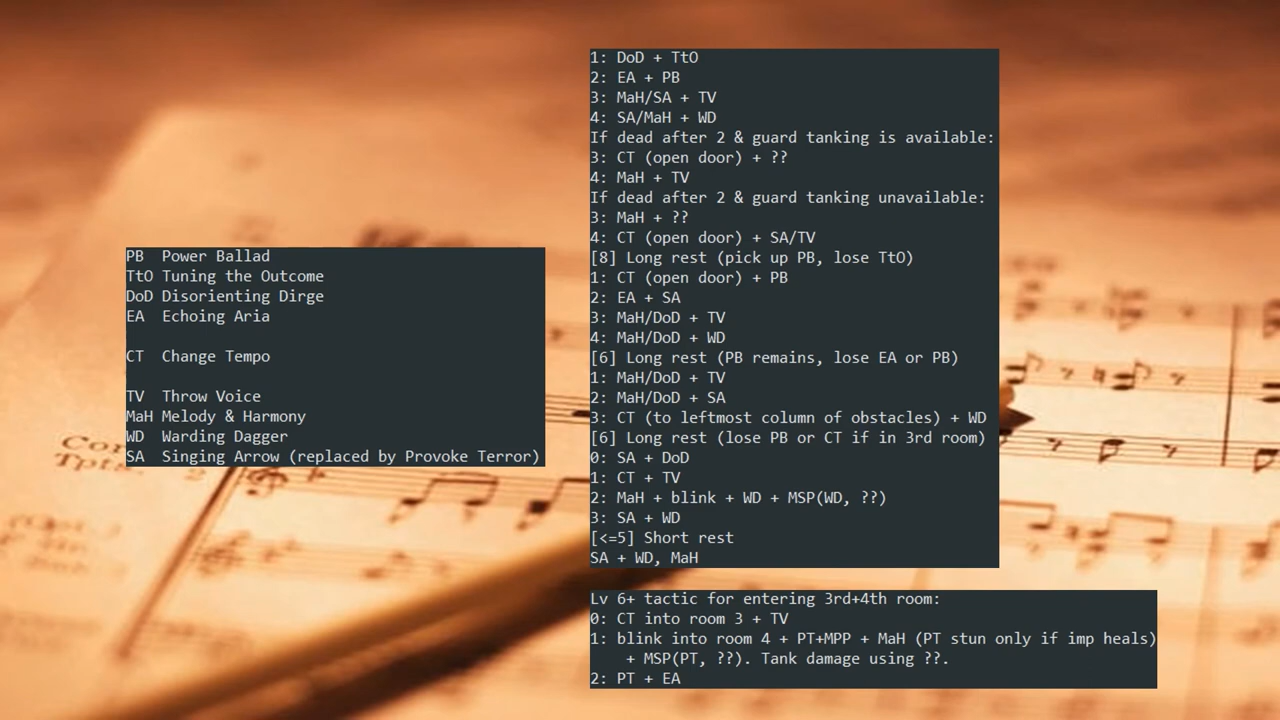 PB  Power Ballad
TtO Tuning the Outcome
DoD Disorienting Dirge
EA  Echoing Aria
CT  Change Tempo
TV  Throw Voice
MaH Melody & Harmony
WD  Warding Dagger
SA  Singing Arrow (replaced by Provoke Terror)
1: DoD + TtO
2: EA + PB
3: MaH/SA + TV
4: SA/MaH + WD
If dead after 2 & guard tanking is available:
3: CT (open door) + ??
4: MaH + TV
If dead after 2 & guard tanking unavailable:
3: MaH + ??
4: CT (open door) + SA/TV
[8] Long rest (pick up PB, lose TtO)
1: CT (open door) + PB
2: EA + SA
3: MaH/DoD + TV
4: MaH/DoD + WD
[6] Long rest (PB remains, lose EA or PB)
1: MaH/DoD + TV
2: MaH/DoD + SA
3: CT (to leftmost column of obstacles) + WD
[6] Long rest (lose PB or CT if in 3rd room)
0: SA + DoD
1: CT + TV
2: MaH + blink + WD + MSP(WD, ??)
3: SA + WD
[<=5] Short rest
SA + WD, MaH
Lv 6+ tactic for entering 3rd+4th room:
0: CT into room 3 + TV
1: blink into room 4 + PT+MPP + MaH (PT stun only if imp heals)
+ MSP(PT, ??). Tank damage using ??.
2: PT + EA
Con
Tpts.